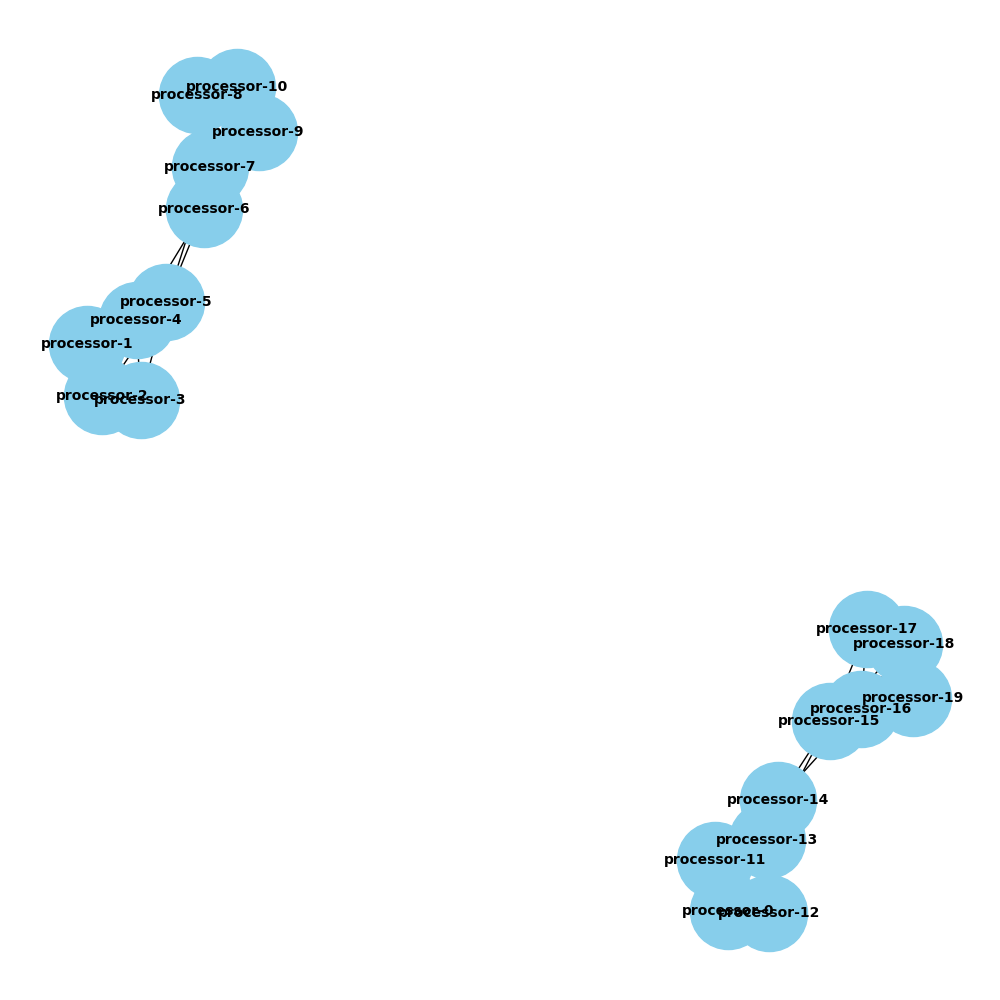 processor-10
processor-8
processor-9
processor-7
processor-6
processor-5
processor-4
processor-1
processor-2
processor-3
processor-17
processor-18
processor-19
processor-16
processor-15
processor-14
processor-13
processor-11
processor-0
processor-12